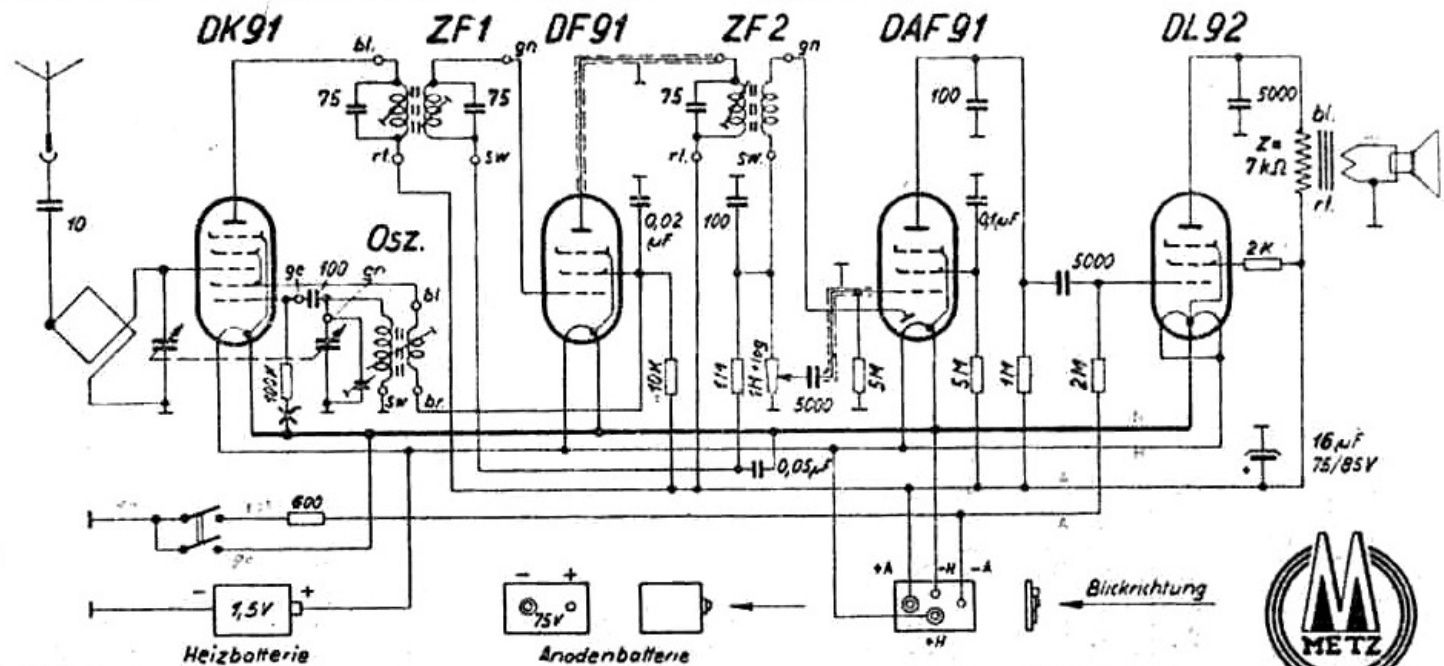 DK91 ZF1 DF91 ZF2 DAF91 DL92
bl. gn gn
75 75 75 100 5000
bl.
Z=
7kΩ
rt. sw rt. sw. rt.
10
0,02
µF
100
0,1µF
Osz.
ge 100 gn
5000
2K
bl
100K
10K 1M 1M+log 5M 5M 1M 2M
sw br.
5000
0,05µF
16µF
75/85V
+
600
ge
- +
1,5V
Heizbatterie
- +
75V
Anodenbatterie
+A -H -A
+H
Blickrichtung
METZ